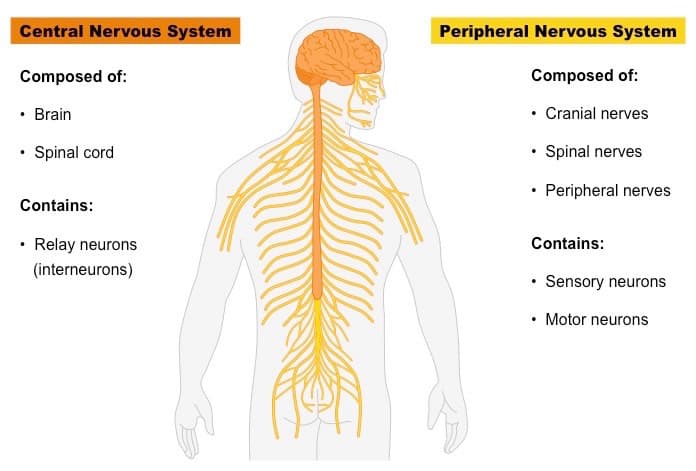 Central Nervous System
Composed of:
• Brain
• Spinal cord
Contains:
• Relay neurons
(interneurons)
Peripheral Nervous System
Composed of:
• Cranial nerves
• Spinal nerves
• Peripheral nerves
Contains:
• Sensory neurons
• Motor neurons